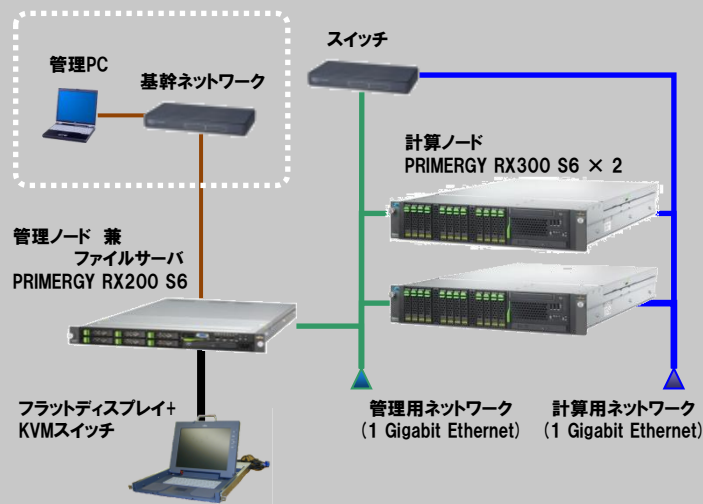 管理PC
基幹ネットワーク
スイッチ
計算ノード
PRIMERGY RX300 S6 × 2
管理ノード 兼
ファイルサーバ
PRIMERGY RX200 S6
フラットディスプレイ+
KVMスイッチ
管理用ネットワーク
(1 Gigabit Ethernet)
計算用ネットワーク
(1 Gigabit Ethernet)